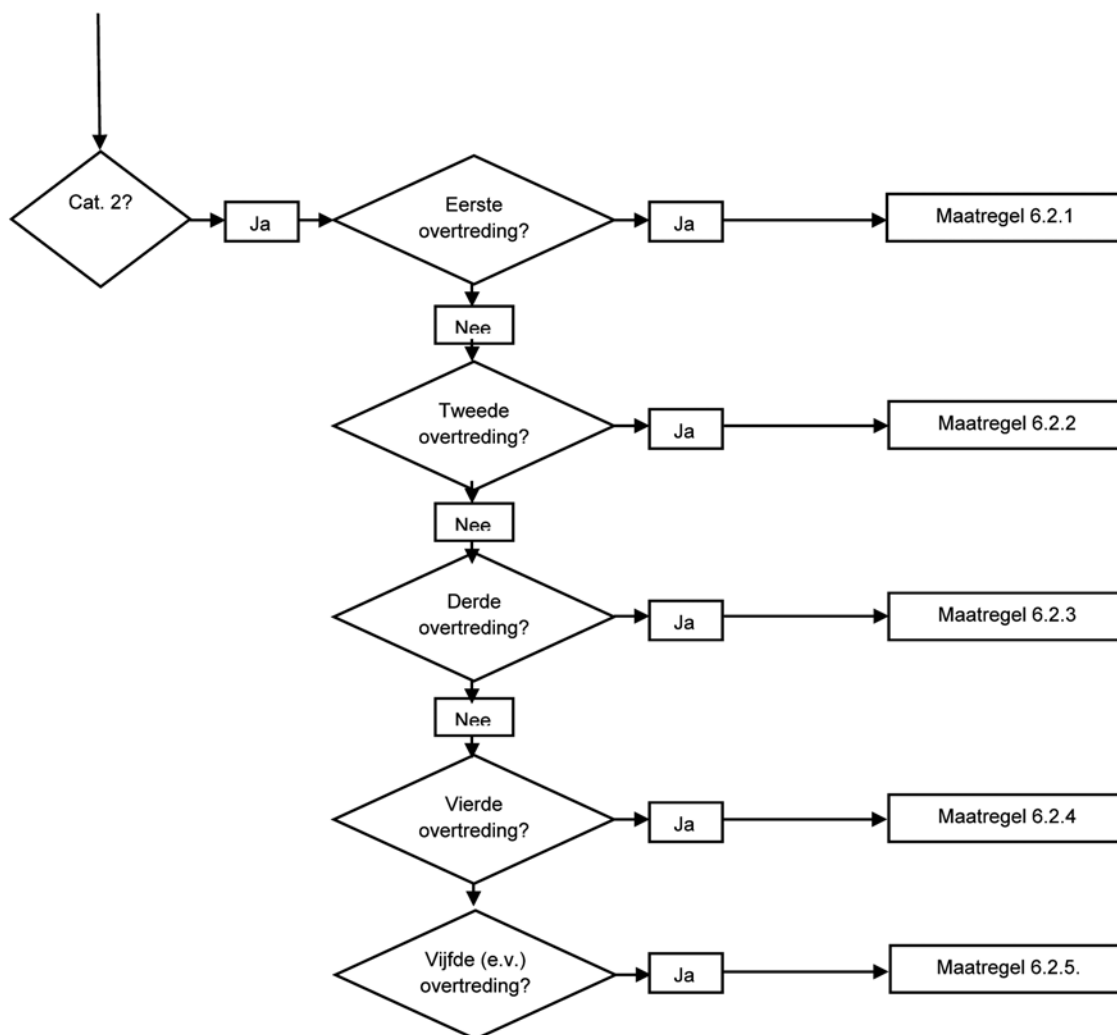 Cat. 2?
Ja
Eerste
overtreding?
Ja
Maatregel 6.2.1
Nee
Tweede
overtreding?
Ja
Maatregel 6.2.2
Nee
Derde
overtreding?
Ja
Maatregel 6.2.3
Nee
Vierde
overtreding?
Ja
Maatregel 6.2.4
Vijfde (e.v.)
overtreding?
Ja
Maatregel 6.2.5.